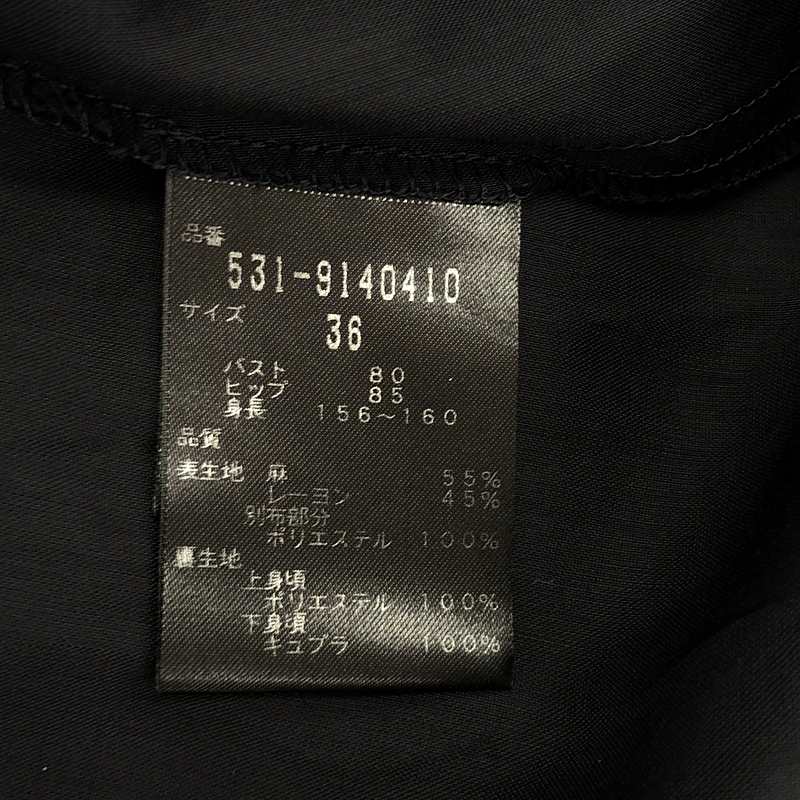 品番
531-9140410
サイズ
36
バスト 80
ヒップ 85
身長 156～160
品質
表生地 麻 55%
レーヨン 45%
別布部分
ポリエステル 100%
裏生地
上身頃
ポリエステル 100%
下身頃
キュプラ 100%